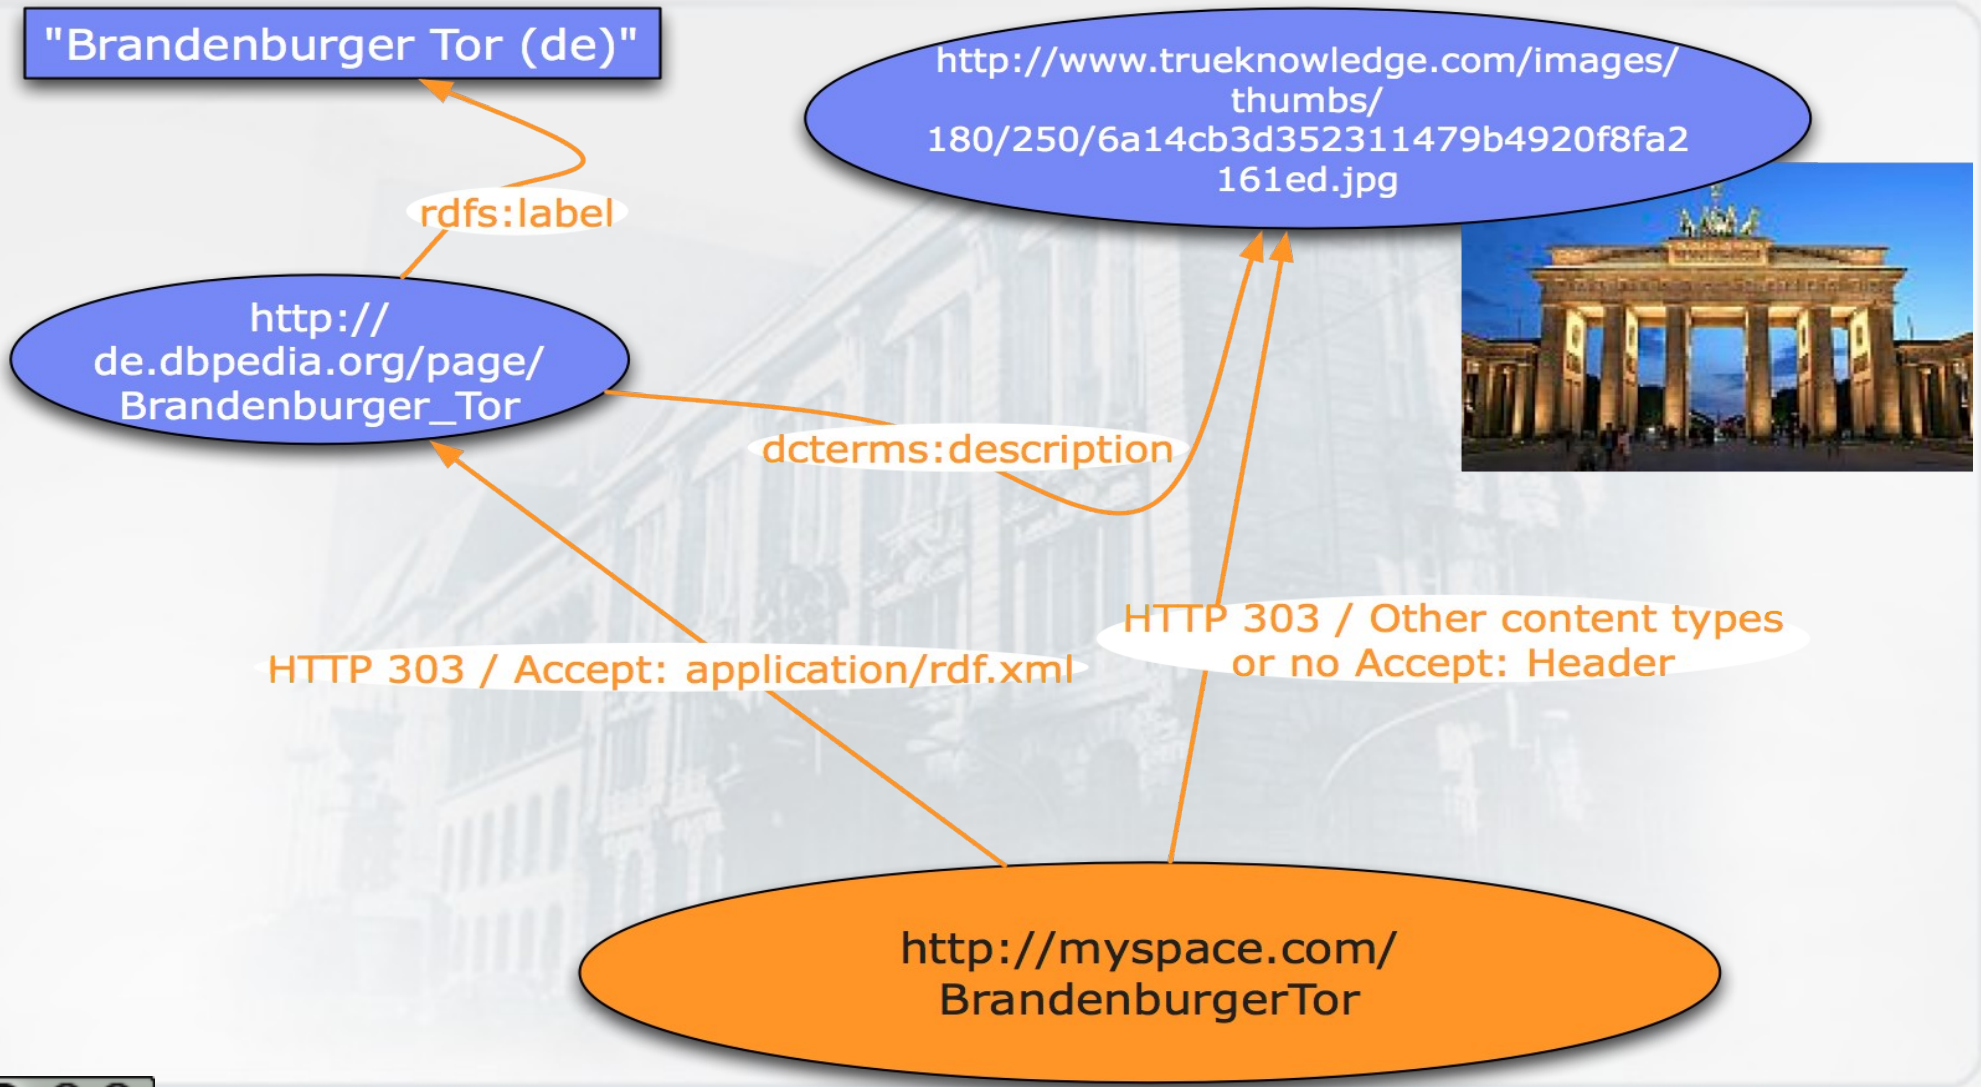 "Brandenburger Tor (de)"
http://www.trueknowledge.com/images/
thumbs/
180/250/6a14cb3d352311479b4920f8fa2
161ed.jpg
rdfs:label
http://
de.dbpedia.org/page/
Brandenburger_Tor
dcterms:description
HTTP 303 / Other content types
or no Accept: Header
HTTP 303 / Accept: application/rdf.xml
http://myspace.com/
BrandenburgerTor